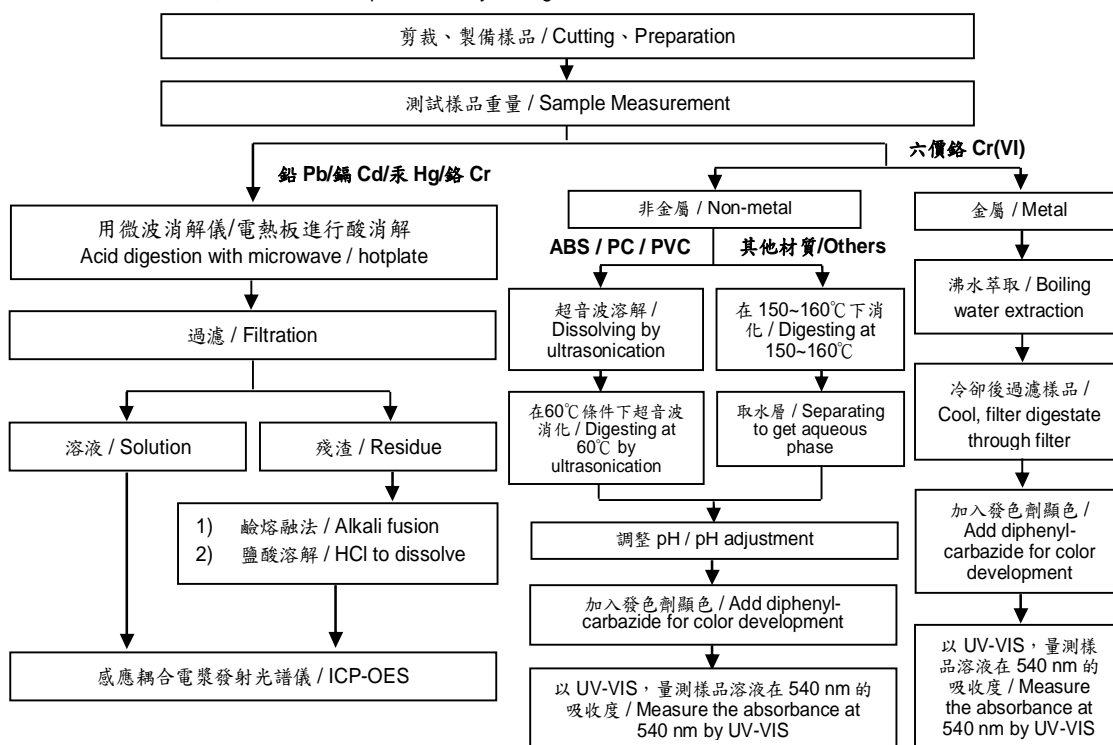 剪裁、製備樣品 / Cutting、Preparation
測試樣品重量 / Sample Measurement
鉛 Pb/鎘 Cd/汞 Hg/鉻 Cr
六價鉻 Cr(VI)
用微波消解儀/電熱板進行酸消解
Acid digestion with microwave / hotplate
過濾 / Filtration
溶液 / Solution
殘渣 / Residue
1) 鹼熔融法 / Alkali fusion
2) 鹽酸溶解 / HCl to dissolve
感應耦合電漿發射光譜儀 / ICP-OES
非金屬 / Non-metal
ABS / PC / PVC
其他材質/Others
超音波溶解 /
Dissolving by
ultrasonication
在 150~160℃下消
化 / Digesting at
150~160℃
在60℃條件下超音波
消化 / Digesting at
60℃ by
ultrasonication
取水層 / Separating
to get aqueous
phase
調整 pH / pH adjustment
加入發色劑顯色 / Add diphenyl-
carbazide for color development
以 UV-VIS，量測樣品溶液在 540 nm 的
吸收度 / Measure the absorbance at
540 nm by UV-VIS
金屬 / Metal
沸水萃取 / Boiling
water extraction
冷卻後過濾樣品 /
Cool, filter digestate
through filter
加入發色劑顯色 /
Add diphenyl-
carbazide for color
development
以 UV-VIS，量測樣
品溶液在 540 nm 的
吸收度 / Measure
the absorbance at
540 nm by UV-VIS